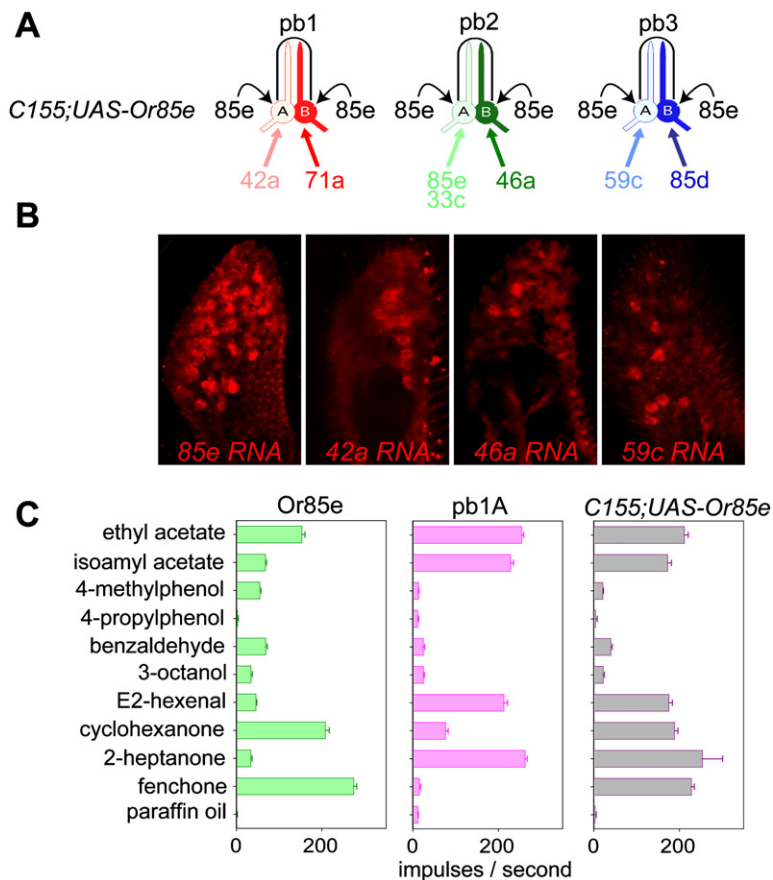 A
pb1 pb2 pb3
C155;UAS-Or85e
85e A B 85e 85e A B 85e 85e A B 85e
42a 71a 85e 46a 59c 85d
33c
B
85e RNA 42a RNA 46a RNA 59c RNA
C
Or85e pb1A C155;UAS-Or85e
ethyl acetate
isoamyl acetate
4-methylphenol
4-propylphenol
benzaldehyde
3-octanol
E2-hexenal
cyclohexanone
2-heptanone
fenchone
paraffin oil
0 200 0 200 0 200
impulses / second